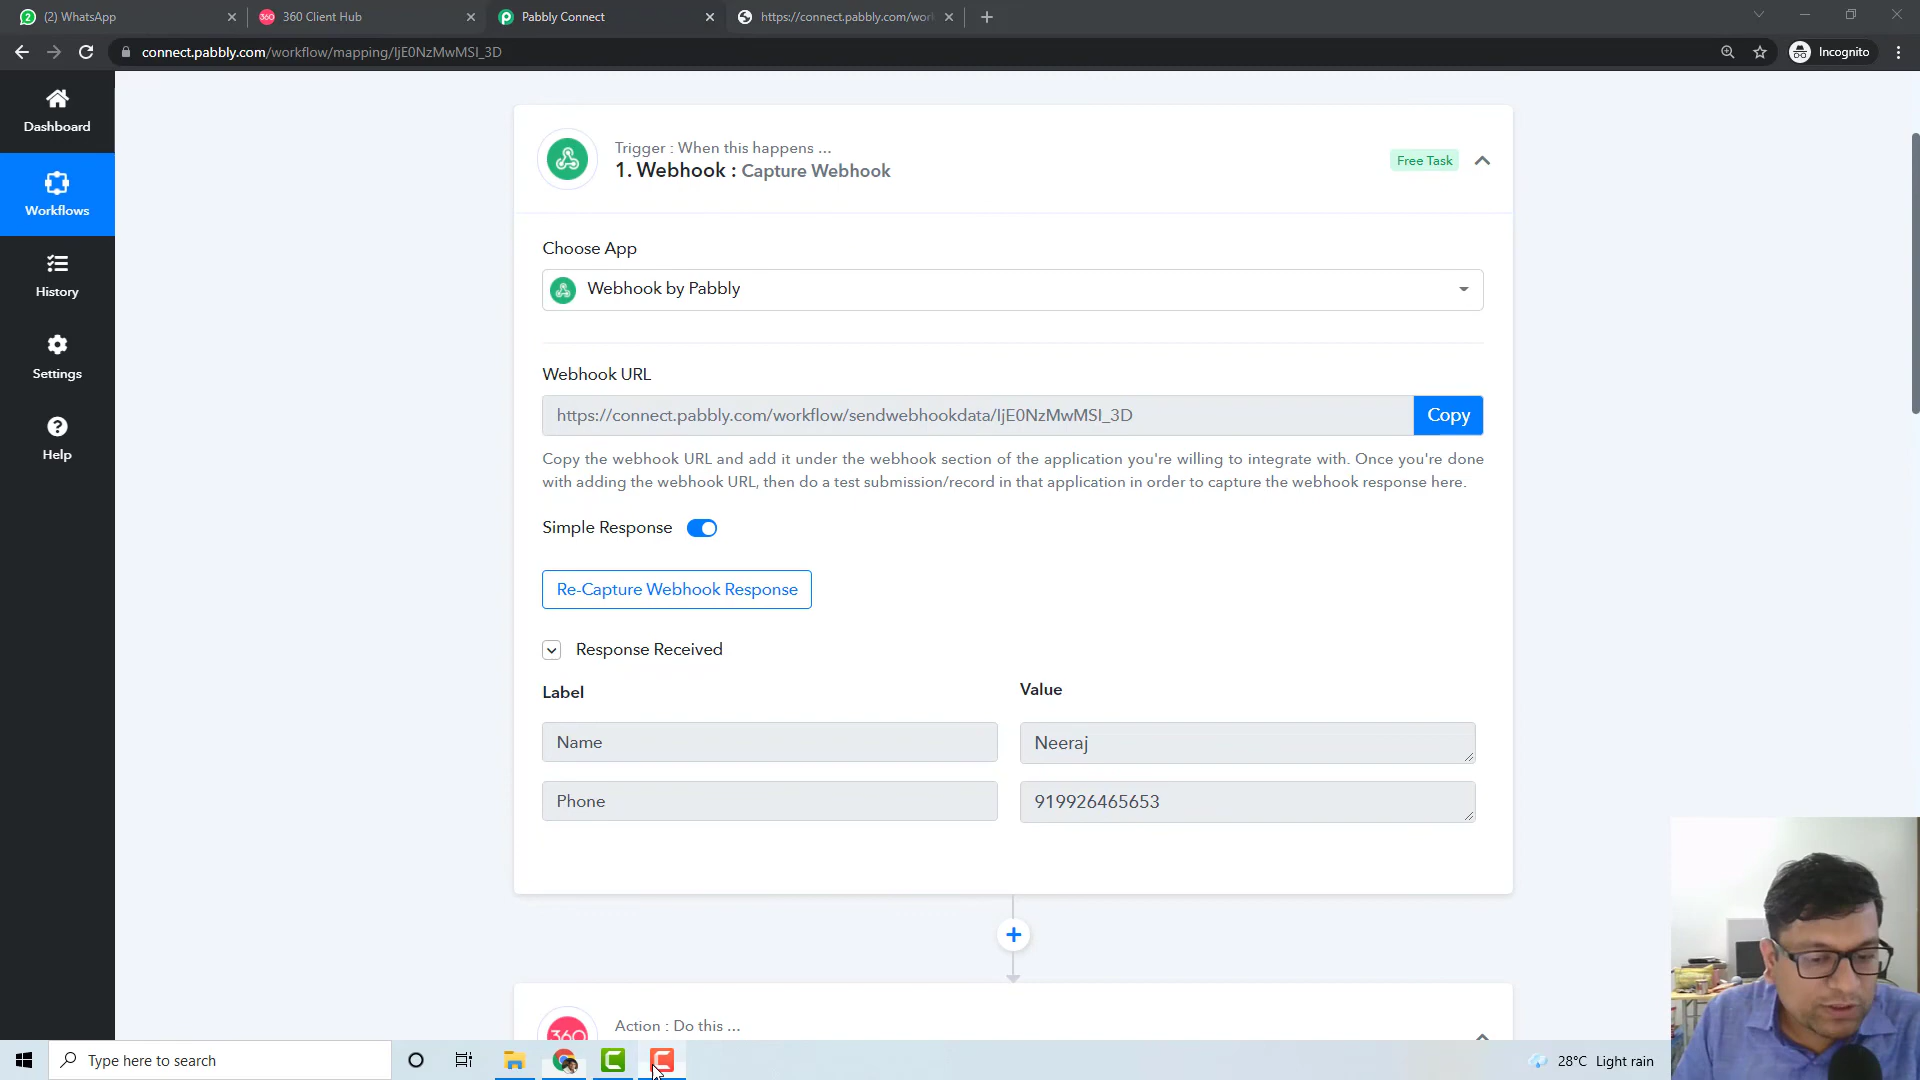 (2) WhatsApp
360 Client Hub
Pabbly Connect
https://connect.pabbly.com/wor
connect.pabbly.com/workflow/mapping/IjE0NzMwMSI_3D
Incognito
Dashboard
Workflows
History
Settings
Help
Trigger : When this happens ...
1. Webhook : Capture Webhook
Free Task
Choose App
Webhook by Pabbly
Webhook URL
https://connect.pabbly.com/workflow/sendwebhookdata/IjE0NzMwMSI_3D
Copy
Copy the webhook URL and add it under the webhook section of the application you're willing to integrate with. Once you're done
with adding the webhook URL, then do a test submission/record in that application in order to capture the webhook response here.
Simple Response
Re-Capture Webhook Response
Response Received
Label
Value
Name
Neeraj
Phone
919926465653
Action : Do this ...
360
Type here to search
28°C Light rain